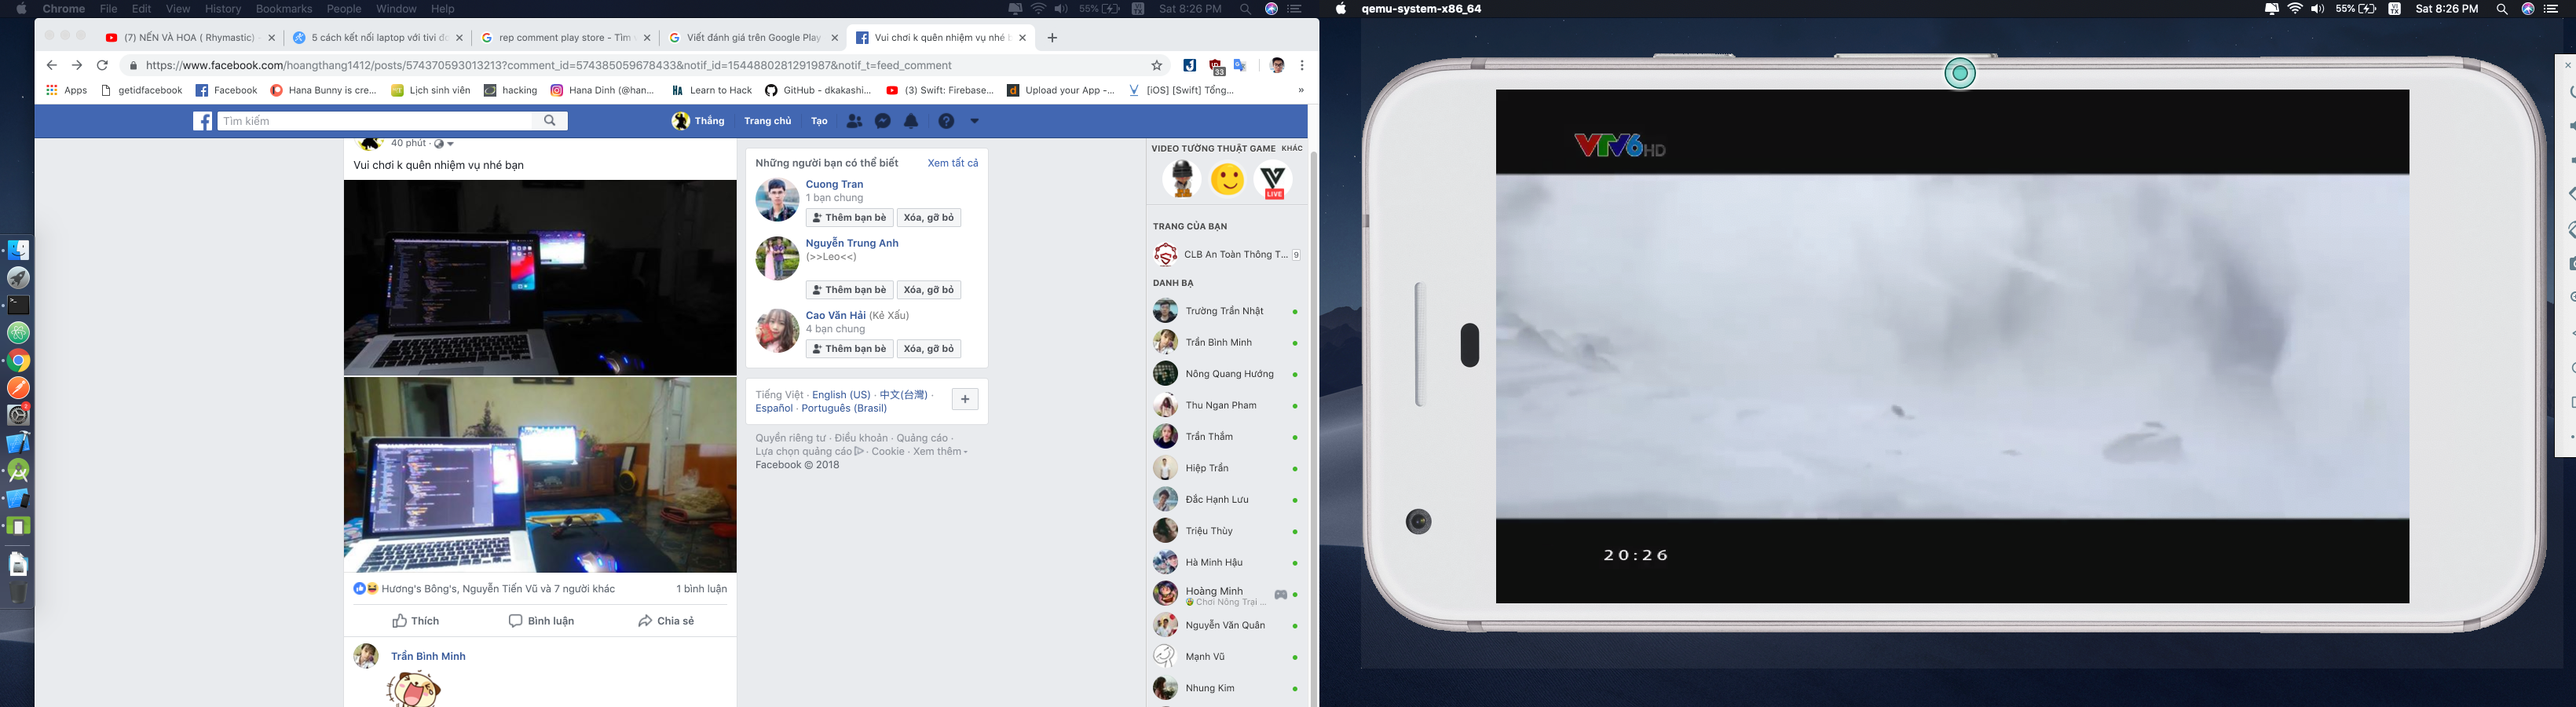 Chrome File Edit View History Bookmarks People Window Help
55% Sat 8:26 PM
qemu-system-x86_64
55% Sat 8:26 PM
(7) NẾN VÀ HOA ( Rhymastic)
5 cách kết nối laptop với tivi
rep comment play store - Tìm
Viết đánh giá trên Google Play
Vui chơi k quên nhiệm vụ nhé
https://www.facebook.com/hoangthang1412/posts/574370593013213?comment_id=574385059678433&notif_id=1544880281291987&notif_t=feed_comment
33
Apps getidfacebook Facebook Hana Bunny is cre... Lịch sinh viên hacking Hana Dinh (@han... Learn to Hack GitHub - dkakashi... (3) Swift: Firebase... Upload your App -... [iOS] [Swift] Tổng... »
Tìm kiếm
Thắng Trang chủ Tạo
40 phút ·
Vui chơi k quên nhiệm vụ nhé bạn
Hương's Bông's, Nguyễn Tiến Vũ và 7 người khác
1 bình luận
Thích Bình luận Chia sẻ
Trần Bình Minh
Những người bạn có thể biết Xem tất cả
Cuong Tran
1 bạn chung
Thêm bạn bè Xóa, gỡ bỏ
Nguyễn Trung Anh
(>>Leo<<)
Thêm bạn bè Xóa, gỡ bỏ
Cao Văn Hải (Kẻ Xấu)
4 bạn chung
Thêm bạn bè Xóa, gỡ bỏ
Tiếng Việt · English (US) · 中文(台灣) ·
Español · Português (Brasil)
Quyền riêng tư · Điều khoản · Quảng cáo ·
Lựa chọn quảng cáo · Cookie · Xem thêm
Facebook © 2018
VIDEO TƯỜNG THUẬT GAME KHÁC
LIVE
TRANG CỦA BẠN
CLB An Toàn Thông T... 9
DANH BẠ
Trường Trần Nhật
Trần Bình Minh
Nông Quang Hướng
Thu Ngan Pham
Trần Thắm
Hiệp Trần
Đắc Hạnh Lưu
Triệu Thùy
Hà Minh Hậu
Hoàng Minh
Chơi Nông Trại ...
Nguyễn Văn Quân
Mạnh Vũ
Nhung Kim
VTV6HD
20:26